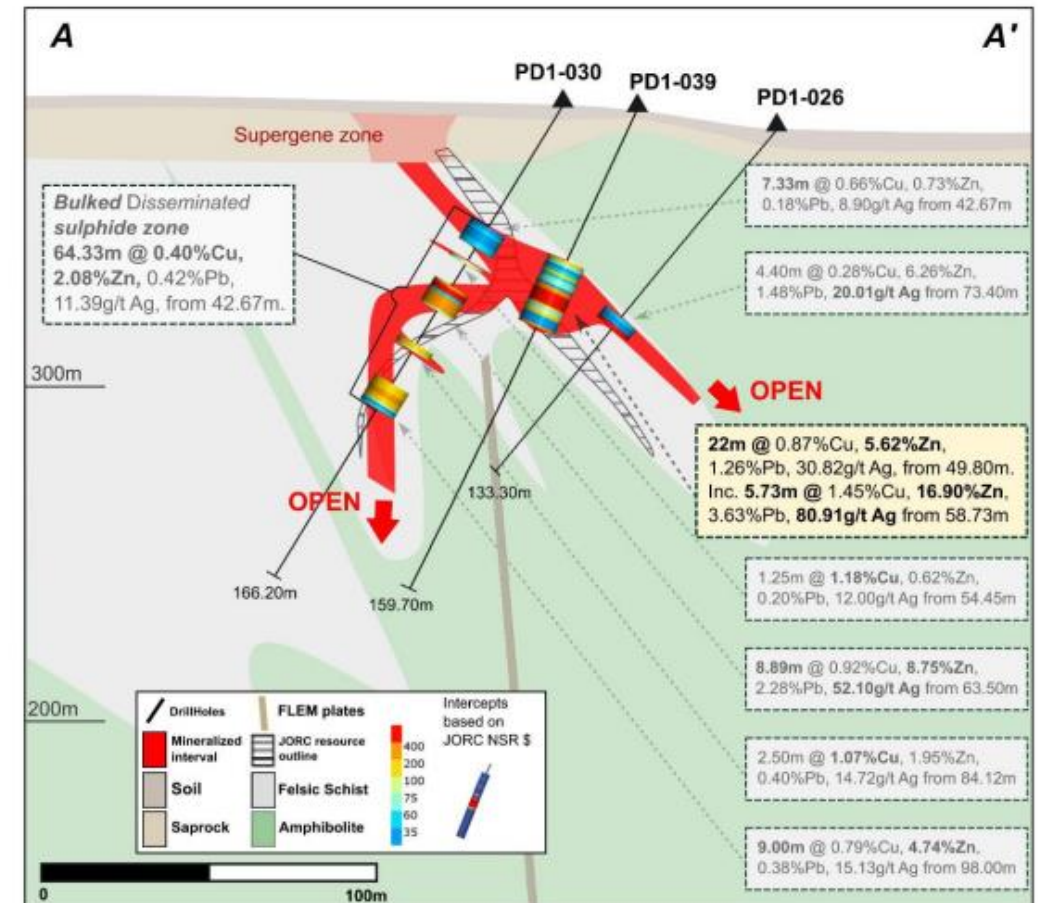 A
A'
PD1-030
PD1-039
PD1-026
Supergene zone
Bulked Disseminated
sulphide zone
64.33m @ 0.40%Cu,
2.08%Zn, 0.42%Pb,
11.39g/t Ag, from 42.67m.
7.33m @ 0.66%Cu, 0.73%Zn,
0.18%Pb, 8.90g/t Ag from 42.67m
4.40m @ 0.28%Cu, 6.26%Zn,
1.48%Pb, 20.01g/t Ag from 73.40m
300m
OPEN
22m @ 0.87%Cu, 5.62%Zn,
1.26%Pb, 30.82g/t Ag, from 49.80m.
Inc. 5.73m @ 1.45%Cu, 16.90%Zn,
3.63%Pb, 80.91g/t Ag from 58.73m
OPEN
133.30m
166.20m
159.70m
1.25m @ 1.18%Cu, 0.62%Zn,
0.20%Pb, 12.00g/t Ag from 54.45m
8.89m @ 0.92%Cu, 8.75%Zn,
2.28%Pb, 52.10g/t Ag from 63.50m
2.50m @ 1.07%Cu, 1.95%Zn,
0.40%Pb, 14.72g/t Ag from 84.12m
9.00m @ 0.79%Cu, 4.74%Zn,
0.38%Pb, 15.13g/t Ag from 98.00m
200m
DrillHoles
FLEM plates
Mineralized
interval
JORC resource
outline
Soil
Felsic Schist
Saprock
Amphibolite
400
200
100
75
60
35
Intercepts
based on
JORC NSR $
0
100m